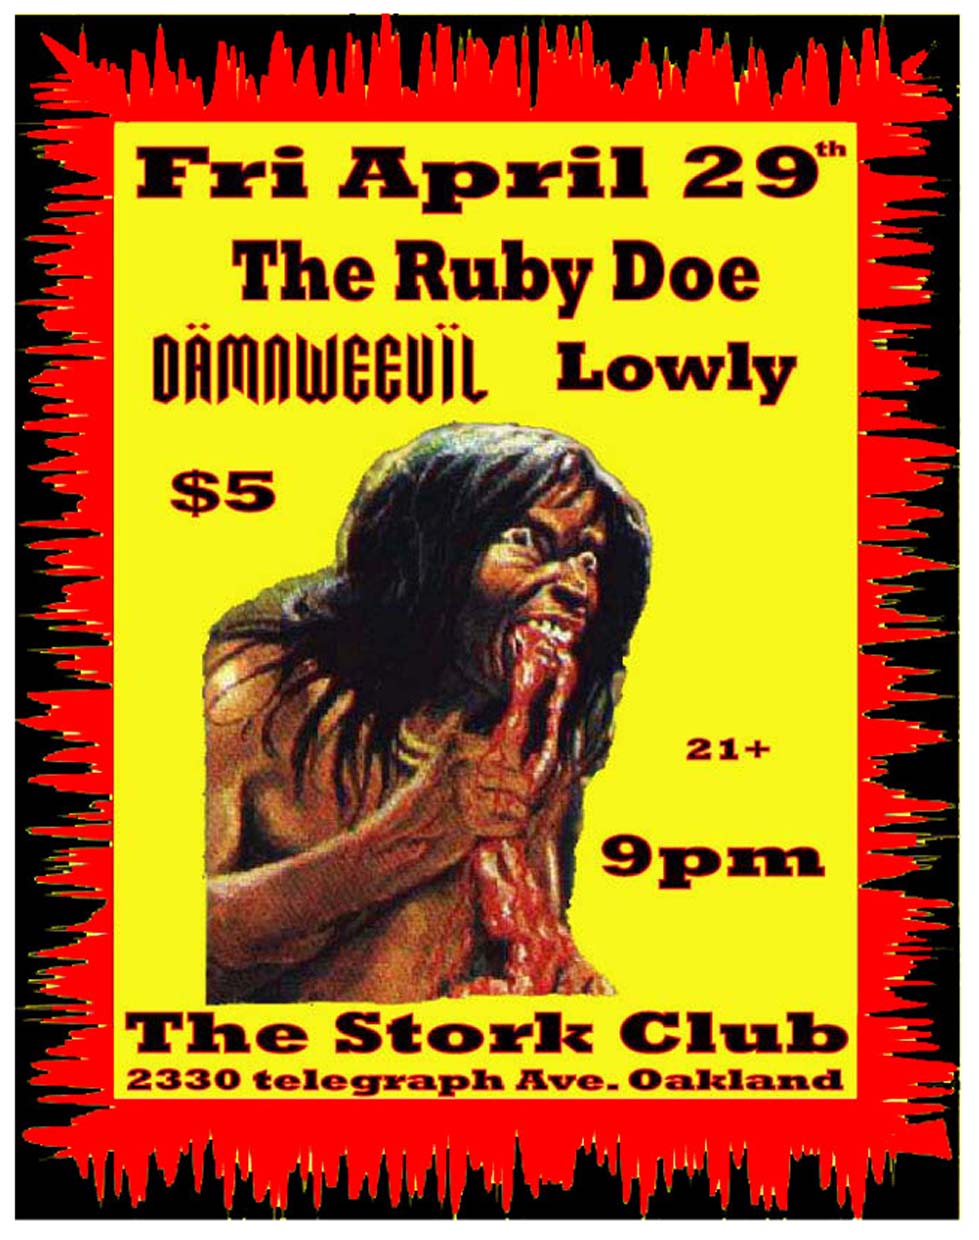 Fri April 29th
The Ruby Doe
DÄMNWEEVÏL Lowly
$5
21+
9pm
The Stork Club
2330 telegraph Ave. Oakland